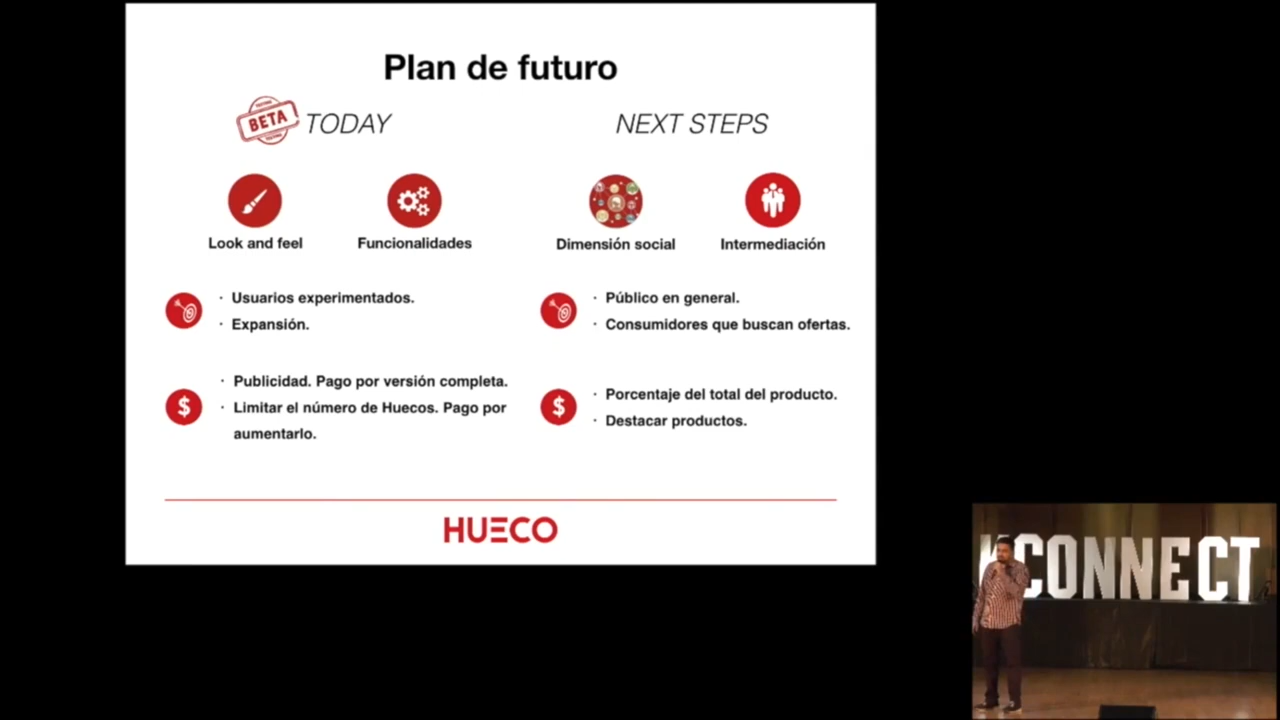 Plan de futuro
BETA TODAY
NEXT STEPS
Look and feel
Funcionalidades
Dimensión social
Intermediación
· Usuarios experimentados.
· Expansión.
· Público en general.
· Consumidores que buscan ofertas.
$
· Publicidad. Pago por versión completa.
· Limitar el número de Huecos. Pago por
aumentarlo.
$
· Porcentaje del total del producto.
· Destacar productos.
HUECO
CONNECT